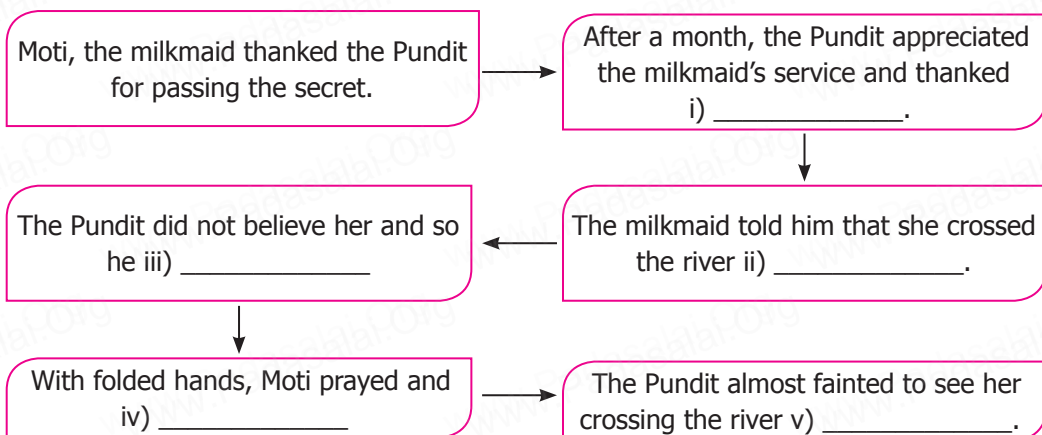 Moti, the milkmaid thanked the Pundit
for passing the secret.
After a month, the Pundit appreciated
the milkmaid's service and thanked
i) _____________.
The milkmaid told him that she crossed
the river ii) _____________.
The Pundit did not believe her and so
he iii) _____________
With folded hands, Moti prayed and
iv) _____________
The Pundit almost fainted to see her
crossing the river v) _____________.
www.Padasalai.Org